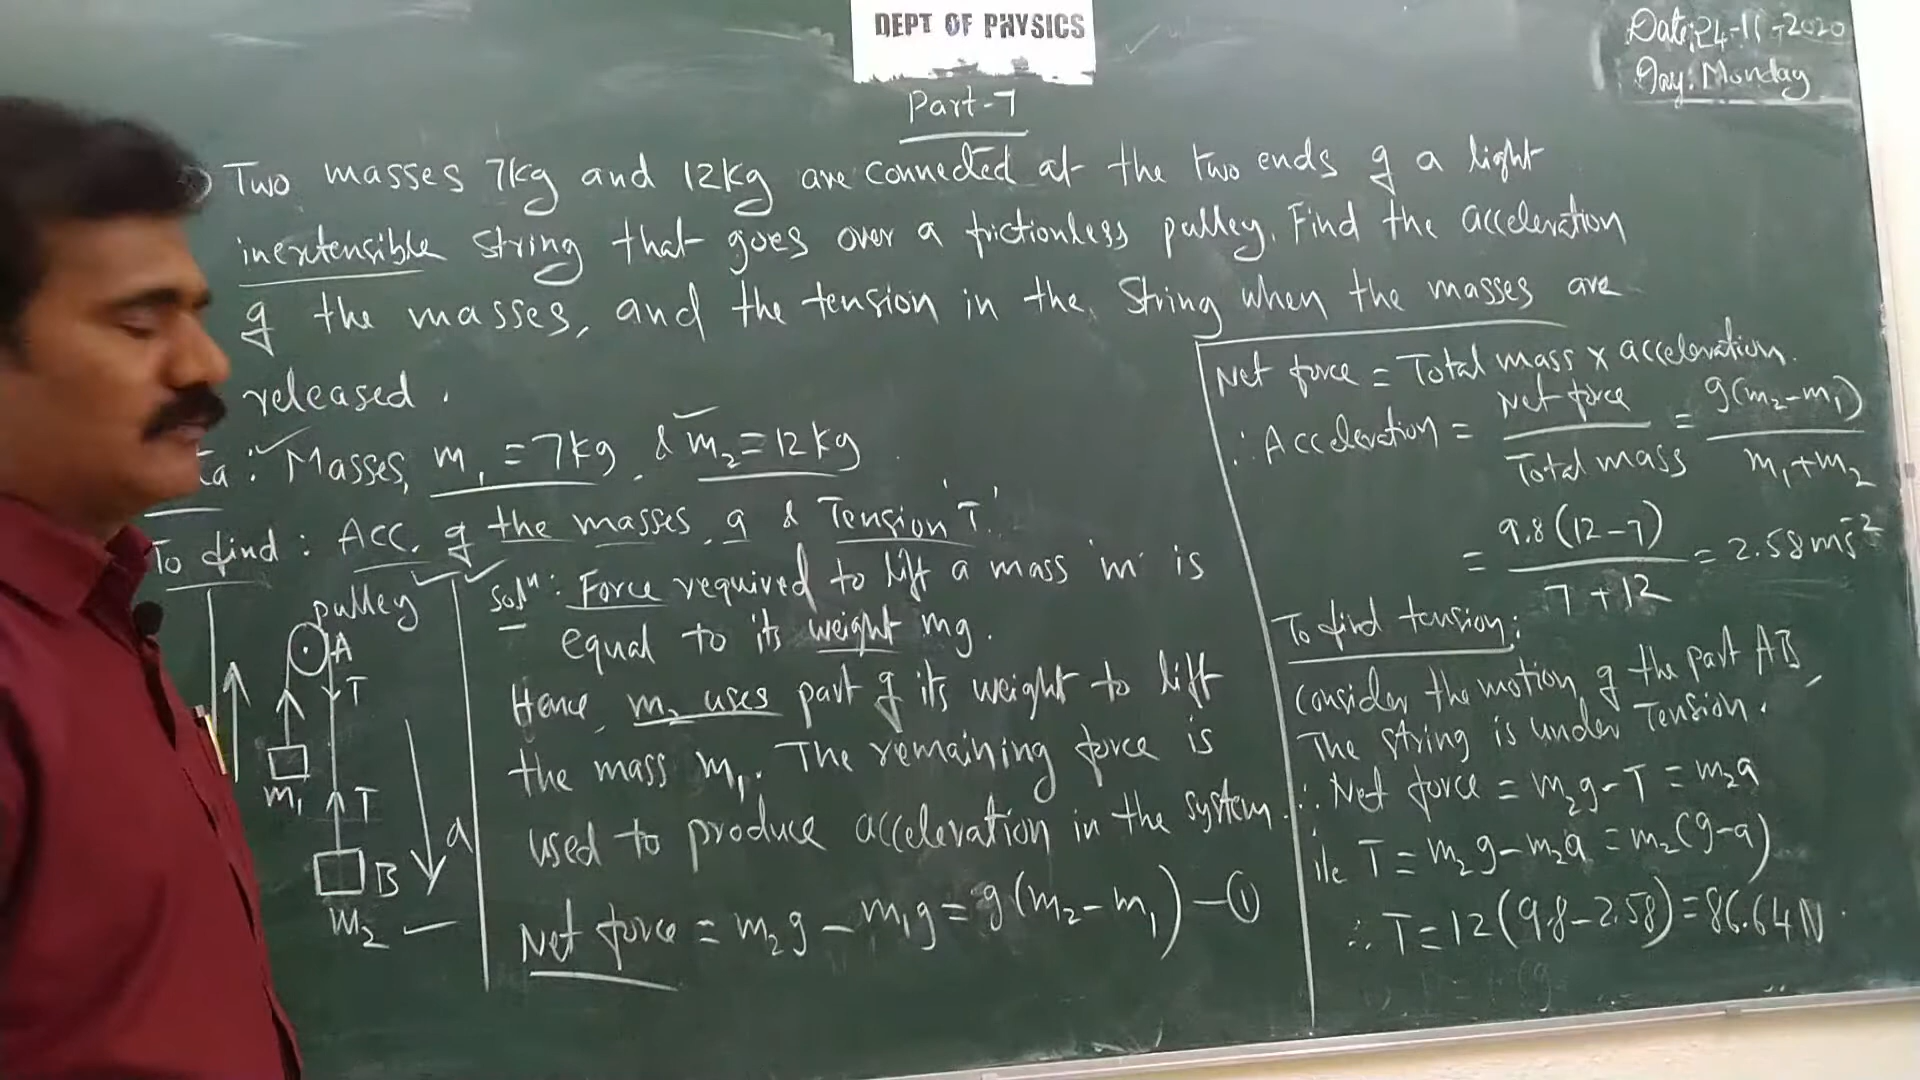 DEPT OF PHYSICS
Date: 24-11-2020
Day: Monday
Part-7
) Two masses 7kg and 12kg are connected at the two ends of a light
inextensible string that goes over a frictionless pulley. Find the acceleration
of the masses, and the tension in the string when the masses are
released.
ta: Masses, m₁ = 7kg, & m₂ = 12kg
To find: Acc. of the masses, a & Tension 'T'.
pulley
A
T
m₁
T
a
B
m₂
Solⁿ: Force required to lift a mass 'm' is
equal to its weight mg.
Hence, m₂ uses part of its weight to lift
the mass m₁. The remaining force is
used to produce acceleration in the system.
Net force = m₂g - m₁g = g(m₂-m₁) - ①
Net force = Total mass x acceleration.
∴ Acceleration = Net force / Total mass = g(m₂-m₁) / m₁+m₂
= 9.8(12-7) / 7+12 = 2.58 ms⁻²
To find tension:
Consider the motion of the part AB,
The string is under Tension.
∴ Net force = m₂g - T = m₂a
i/e T = m₂g - m₂a = m₂(g-a)
∴ T = 12(9.8-2.58) = 86.64N